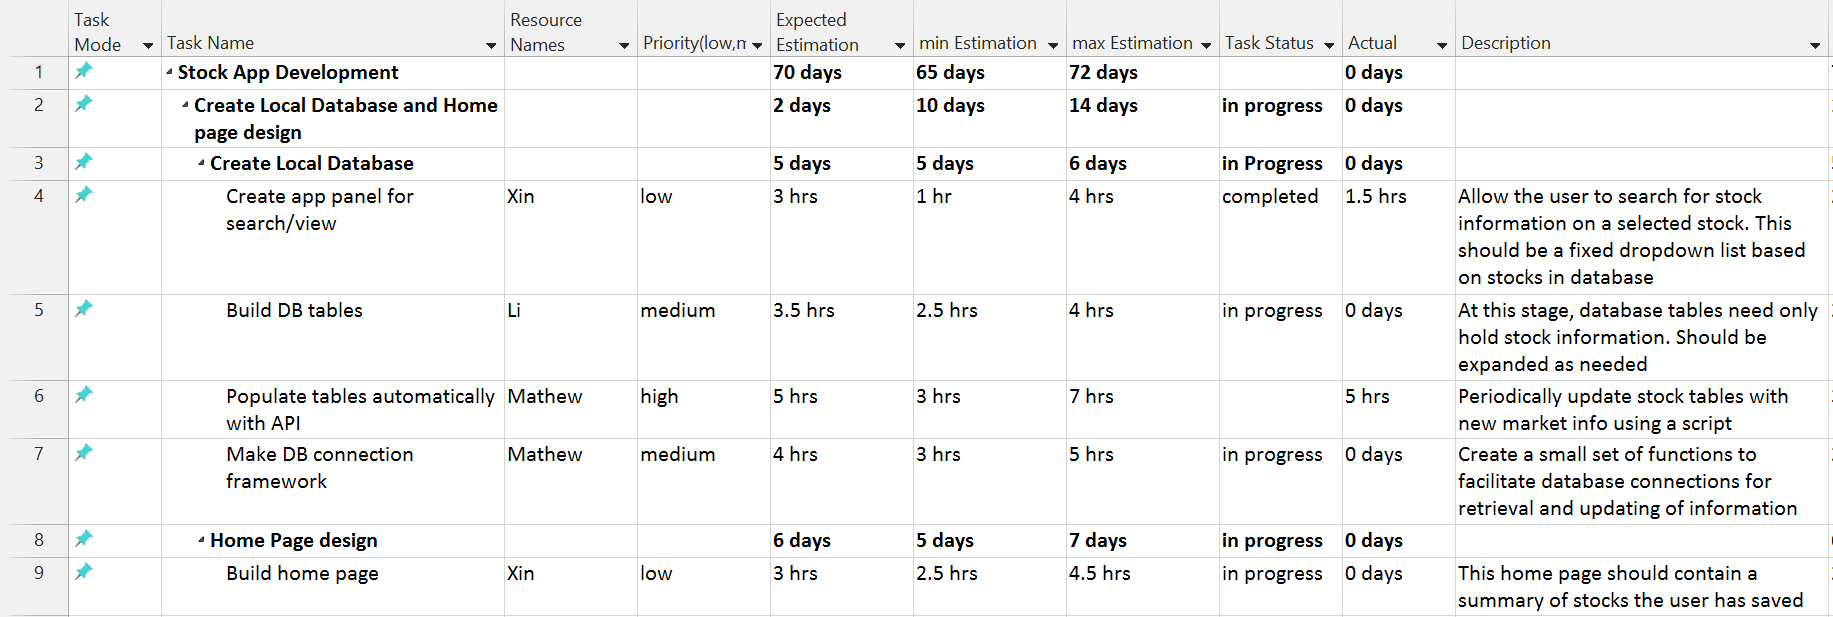 Task Mode Task Name Resource Names Priority(low,m Expected Estimation min Estimation max Estimation Task Status Actual Description
1 Stock App Development 70 days 65 days 72 days 0 days
2 Create Local Database and Home page design 2 days 10 days 14 days in progress 0 days
3 Create Local Database 5 days 5 days 6 days in Progress 0 days
4 Create app panel for search/view Xin low 3 hrs 1 hr 4 hrs completed 1.5 hrs Allow the user to search for stock information on a selected stock. This should be a fixed dropdown list based on stocks in database
5 Build DB tables Li medium 3.5 hrs 2.5 hrs 4 hrs in progress 0 days At this stage, database tables need only hold stock information. Should be expanded as needed
6 Populate tables automatically with API Mathew high 5 hrs 3 hrs 7 hrs 5 hrs Periodically update stock tables with new market info using a script
7 Make DB connection framework Mathew medium 4 hrs 3 hrs 5 hrs in progress 0 days Create a small set of functions to facilitate database connections for retrieval and updating of information
8 Home Page design 6 days 5 days 7 days in progress 0 days
9 Build home page Xin low 3 hrs 2.5 hrs 4.5 hrs in progress 0 days This home page should contain a summary of stocks the user has saved